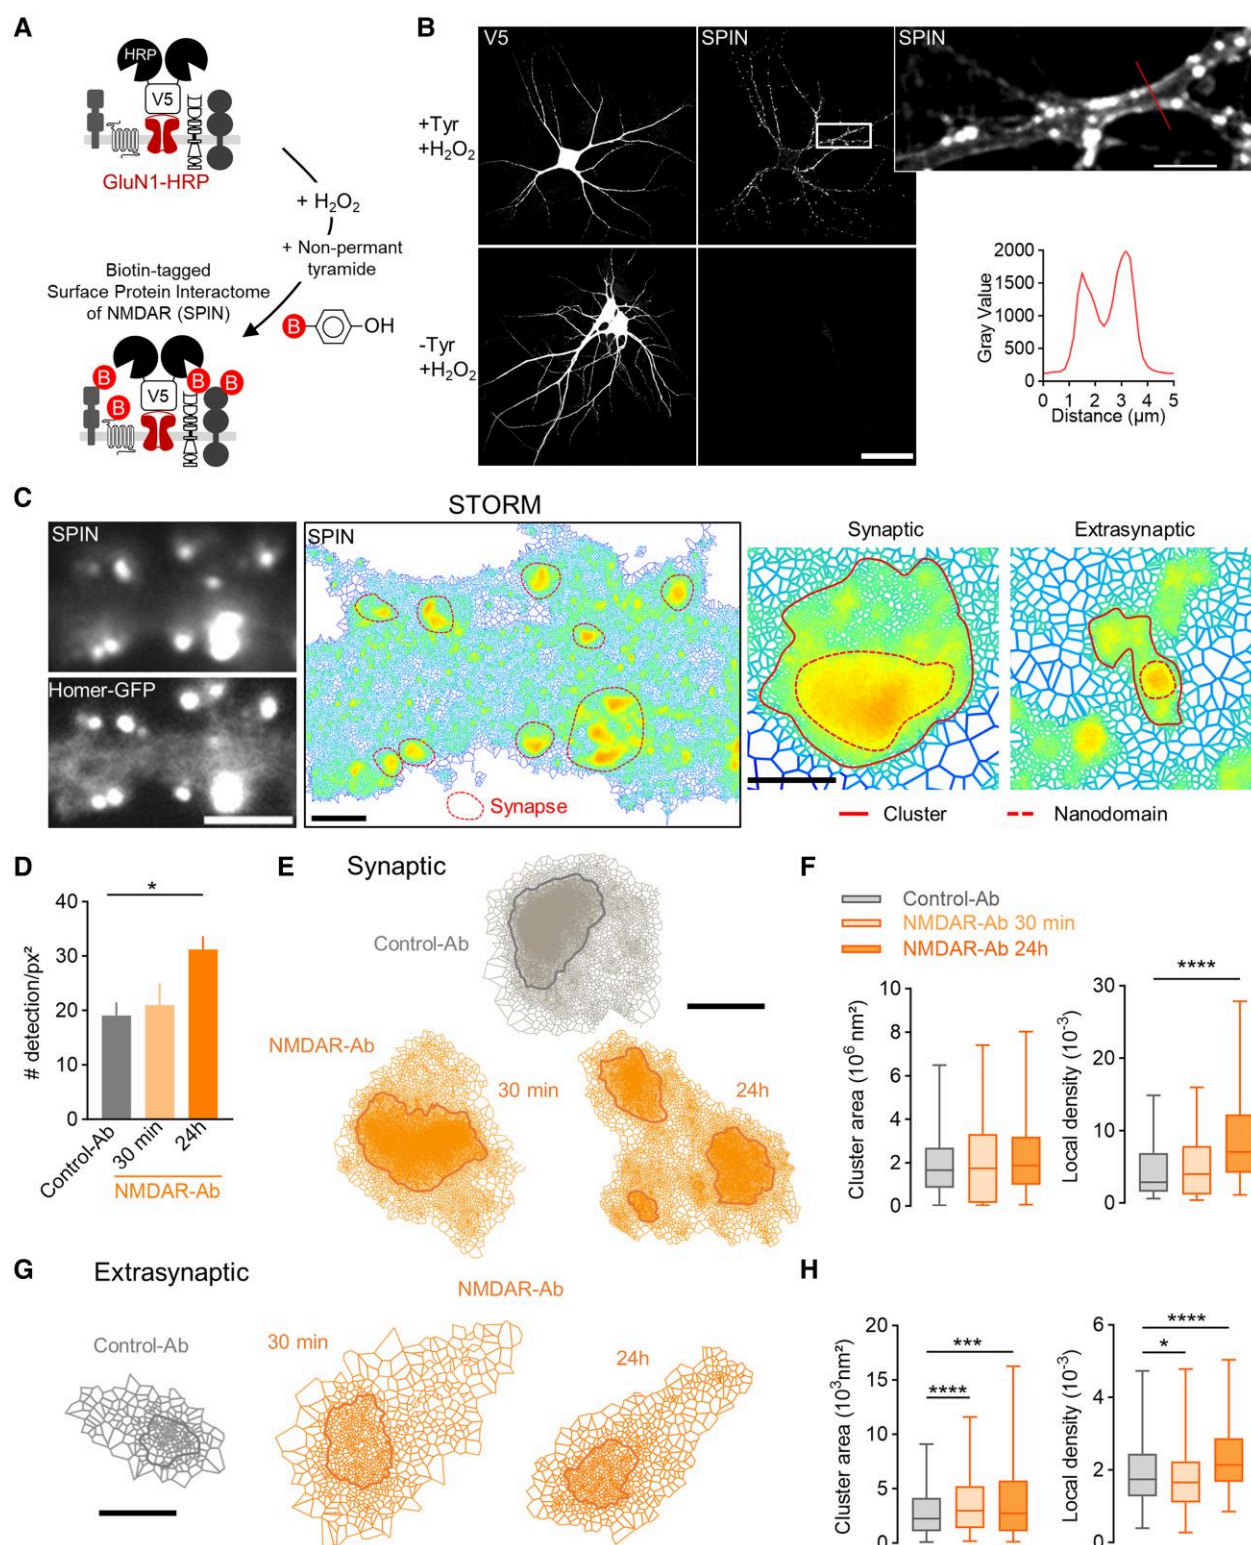 A
HRP
V5
GluN1-HRP
+ H₂O₂
+ Non-permant
tyramide
Biotin-tagged
Surface Protein Interactome
of NMDAR (SPIN)
B
OH
B
B
B
B
V5
B
V5
SPIN
SPIN
+Tyr
+H₂O₂
-Tyr
+H₂O₂
2000
1500
1000
500
0
Gray Value
0 1 2 3 4 5
Distance (µm)
C
STORM
SPIN
Homer-GFP
SPIN
Synapse
Synaptic
Extrasynaptic
Cluster
Nanodomain
D
*
40
30
20
10
0
# detection/px²
Control-Ab
30 min
24h
NMDAR-Ab
E
Synaptic
Control-Ab
NMDAR-Ab
30 min
24h
F
Control-Ab
NMDAR-Ab 30 min
NMDAR-Ab 24h
10
8
6
4
2
0
Cluster area (10⁶ nm²)
****
30
20
10
0
Local density (10⁻³)
G
Extrasynaptic
NMDAR-Ab
Control-Ab
30 min
24h
H
***
****
20
15
10
5
0
Cluster area (10³nm²)
****
*
6
4
2
0
Local density (10⁻³)